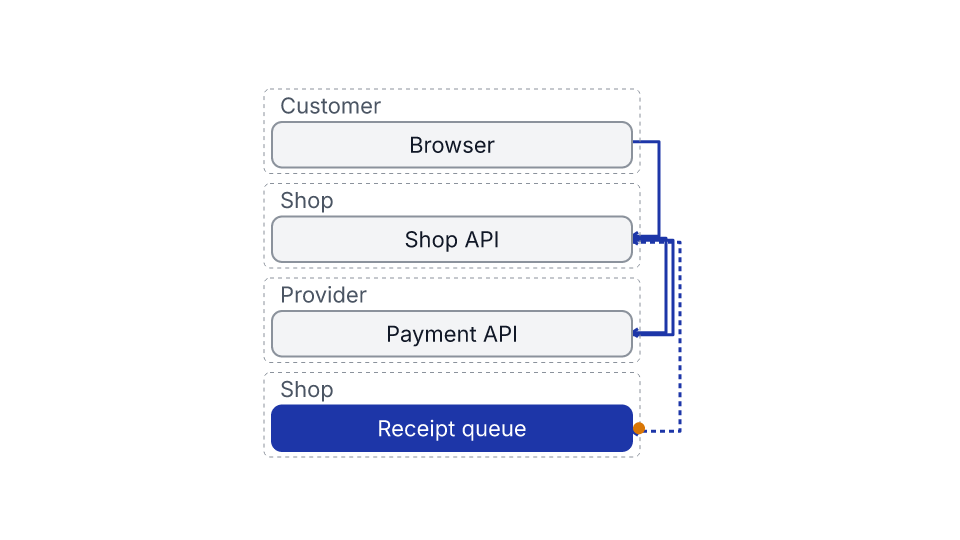 Customer
Browser
Shop
Shop API
Provider
Payment API
Shop
Receipt queue